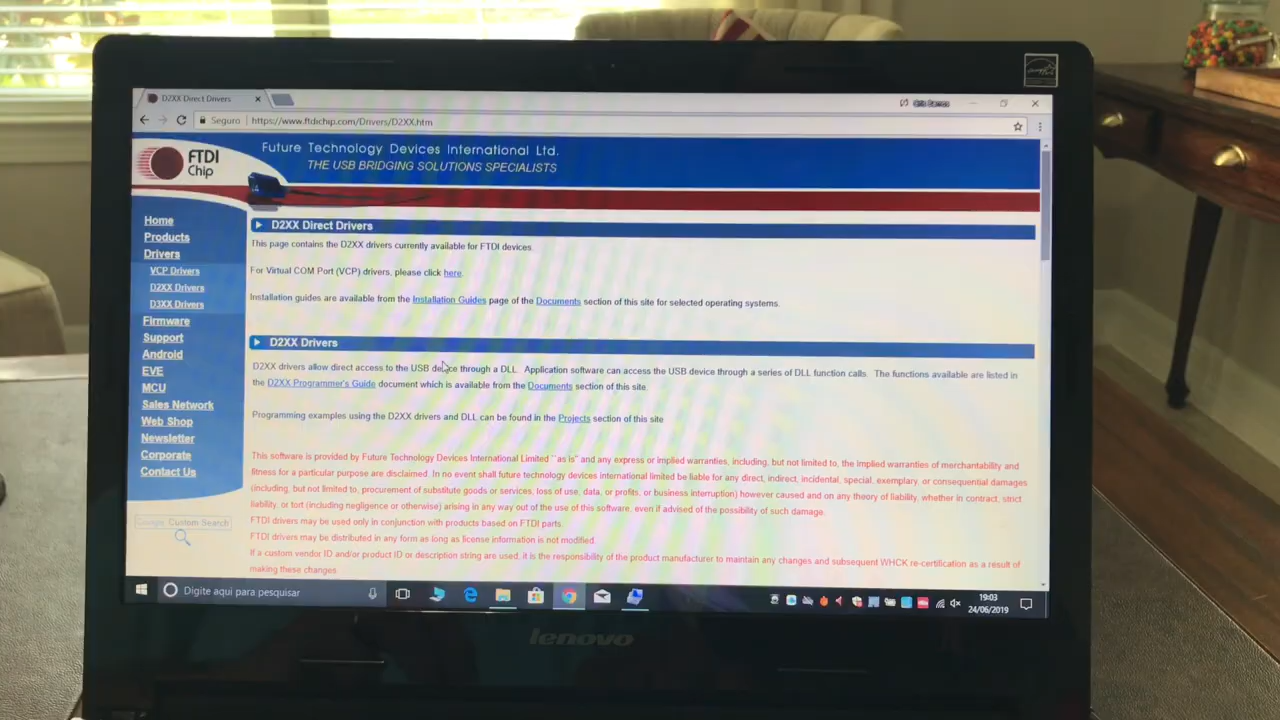 D2XX Direct Drivers
Seguro
https://www.ftdichip.com/Drivers/D2XX.htm
FTDI
Chip
Future Technology Devices International Ltd.
THE USB BRIDGING SOLUTIONS SPECIALISTS
Home
Products
Drivers
VCP Drivers
D2XX Drivers
D3XX Drivers
Firmware
Support
Android
EVE
MCU
Sales Network
Web Shop
Newsletter
Corporate
Contact Us
Google Custom Search
D2XX Direct Drivers
This page contains the D2XX drivers currently available for FTDI devices.
For Virtual COM Port (VCP) drivers, please click here.
Installation guides are available from the Installation Guides page of the Documents section of this site for selected operating systems.
D2XX Drivers
D2XX drivers allow direct access to the USB device through a DLL. Application software can access the USB device through a series of DLL function calls. The functions available are listed in
the D2XX Programmer's Guide document which is available from the Documents section of this site.
Programming examples using the D2XX drivers and DLL can be found in the Projects section of this site
This software is provided by Future Technology Devices International Limited ``as is'' and any express or implied warranties, including, but not limited to, the implied warranties of merchantability and
fitness for a particular purpose are disclaimed. In no event shall future technology devices international limited be liable for any direct, indirect, incidental, special, exemplary, or consequential damages
(including, but not limited to, procurement of substitute goods or services, loss of use, data, or profits, or business interruption) however caused and on any theory of liability, whether in contract, strict
liability, or tort (including negligence or otherwise) arising in any way out of the use of this software, even if advised of the possibility of such damage.
FTDI drivers may be used only in conjunction with products based on FTDI parts.
FTDI drivers may be distributed in any form as long as license information is not modified.
If a custom vendor ID and/or product ID or description string are used, it is the responsibility of the product manufacturer to maintain any changes and subsequent WHCK re-certification as a result of
making these changes.
Digite aqui para pesquisar
19:03
24/06/2019
lenovo